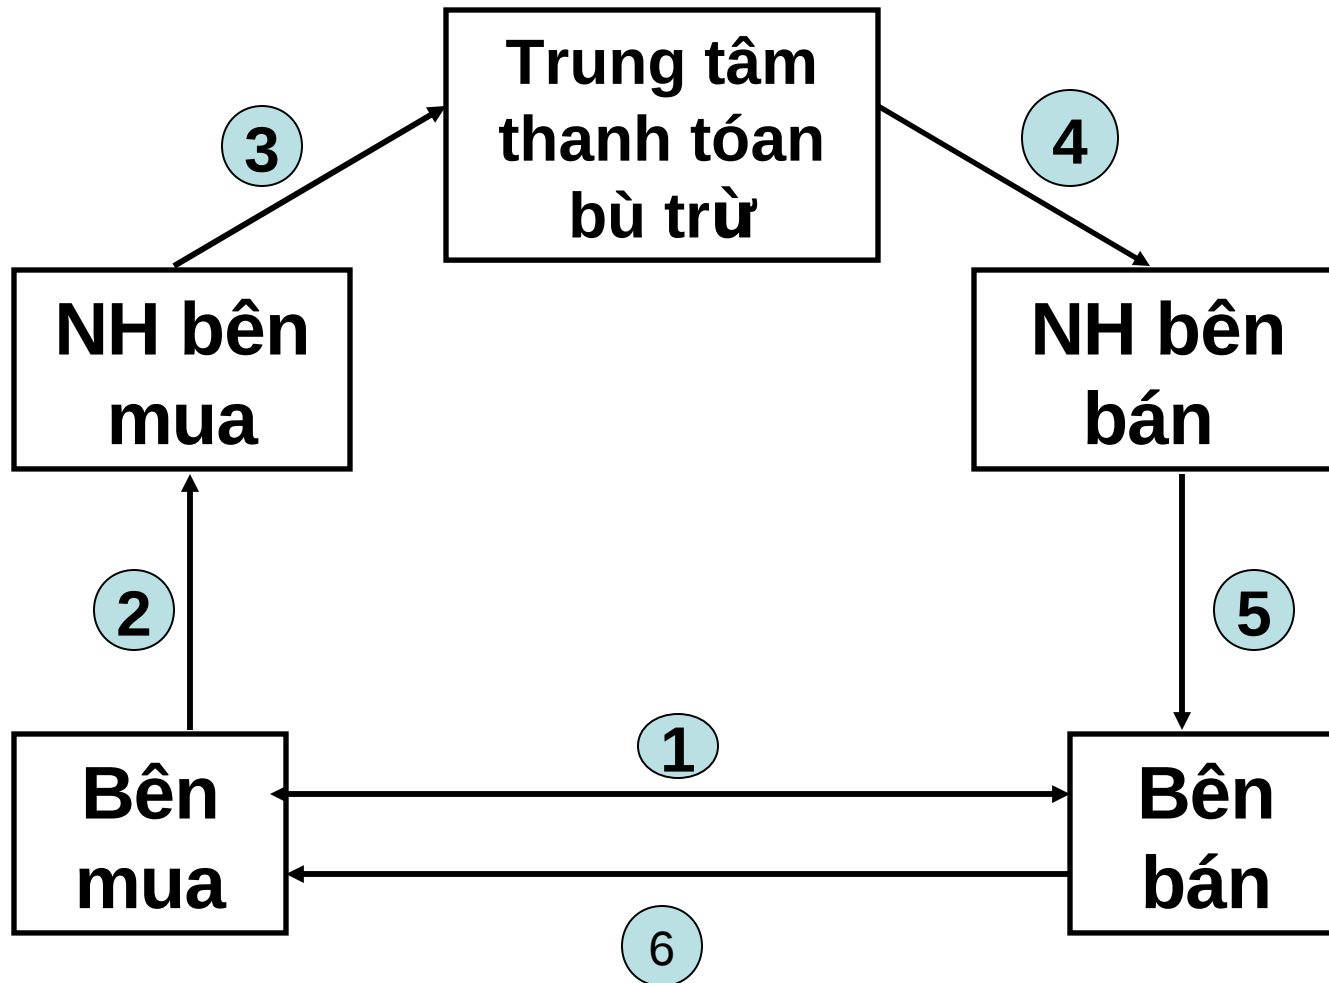 Trung tâm
thanh tóan
bù trừ
3
4
NH bên
mua
NH bên
bán
2
5
1
Bên
mua
Bên
bán
6